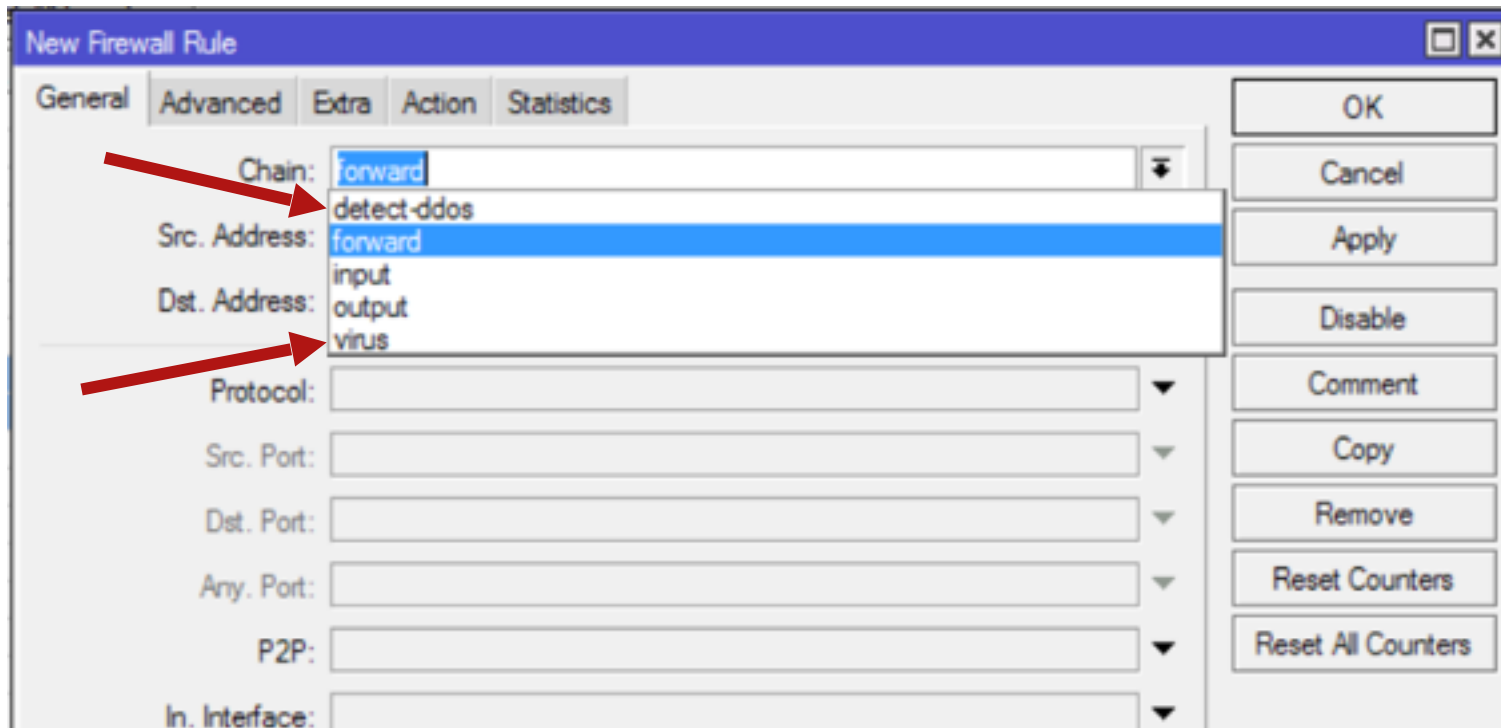 New Firewall Rule
General Advanced Extra Action Statistics
OK
Chain: forward
Cancel
detect-ddos
Src. Address:
forward
Apply
input
Dst. Address:
output
Disable
virus
Protocol:
Comment
Src. Port:
Copy
Dst. Port:
Remove
Any. Port:
Reset Counters
P2P:
Reset All Counters
In. Interface: